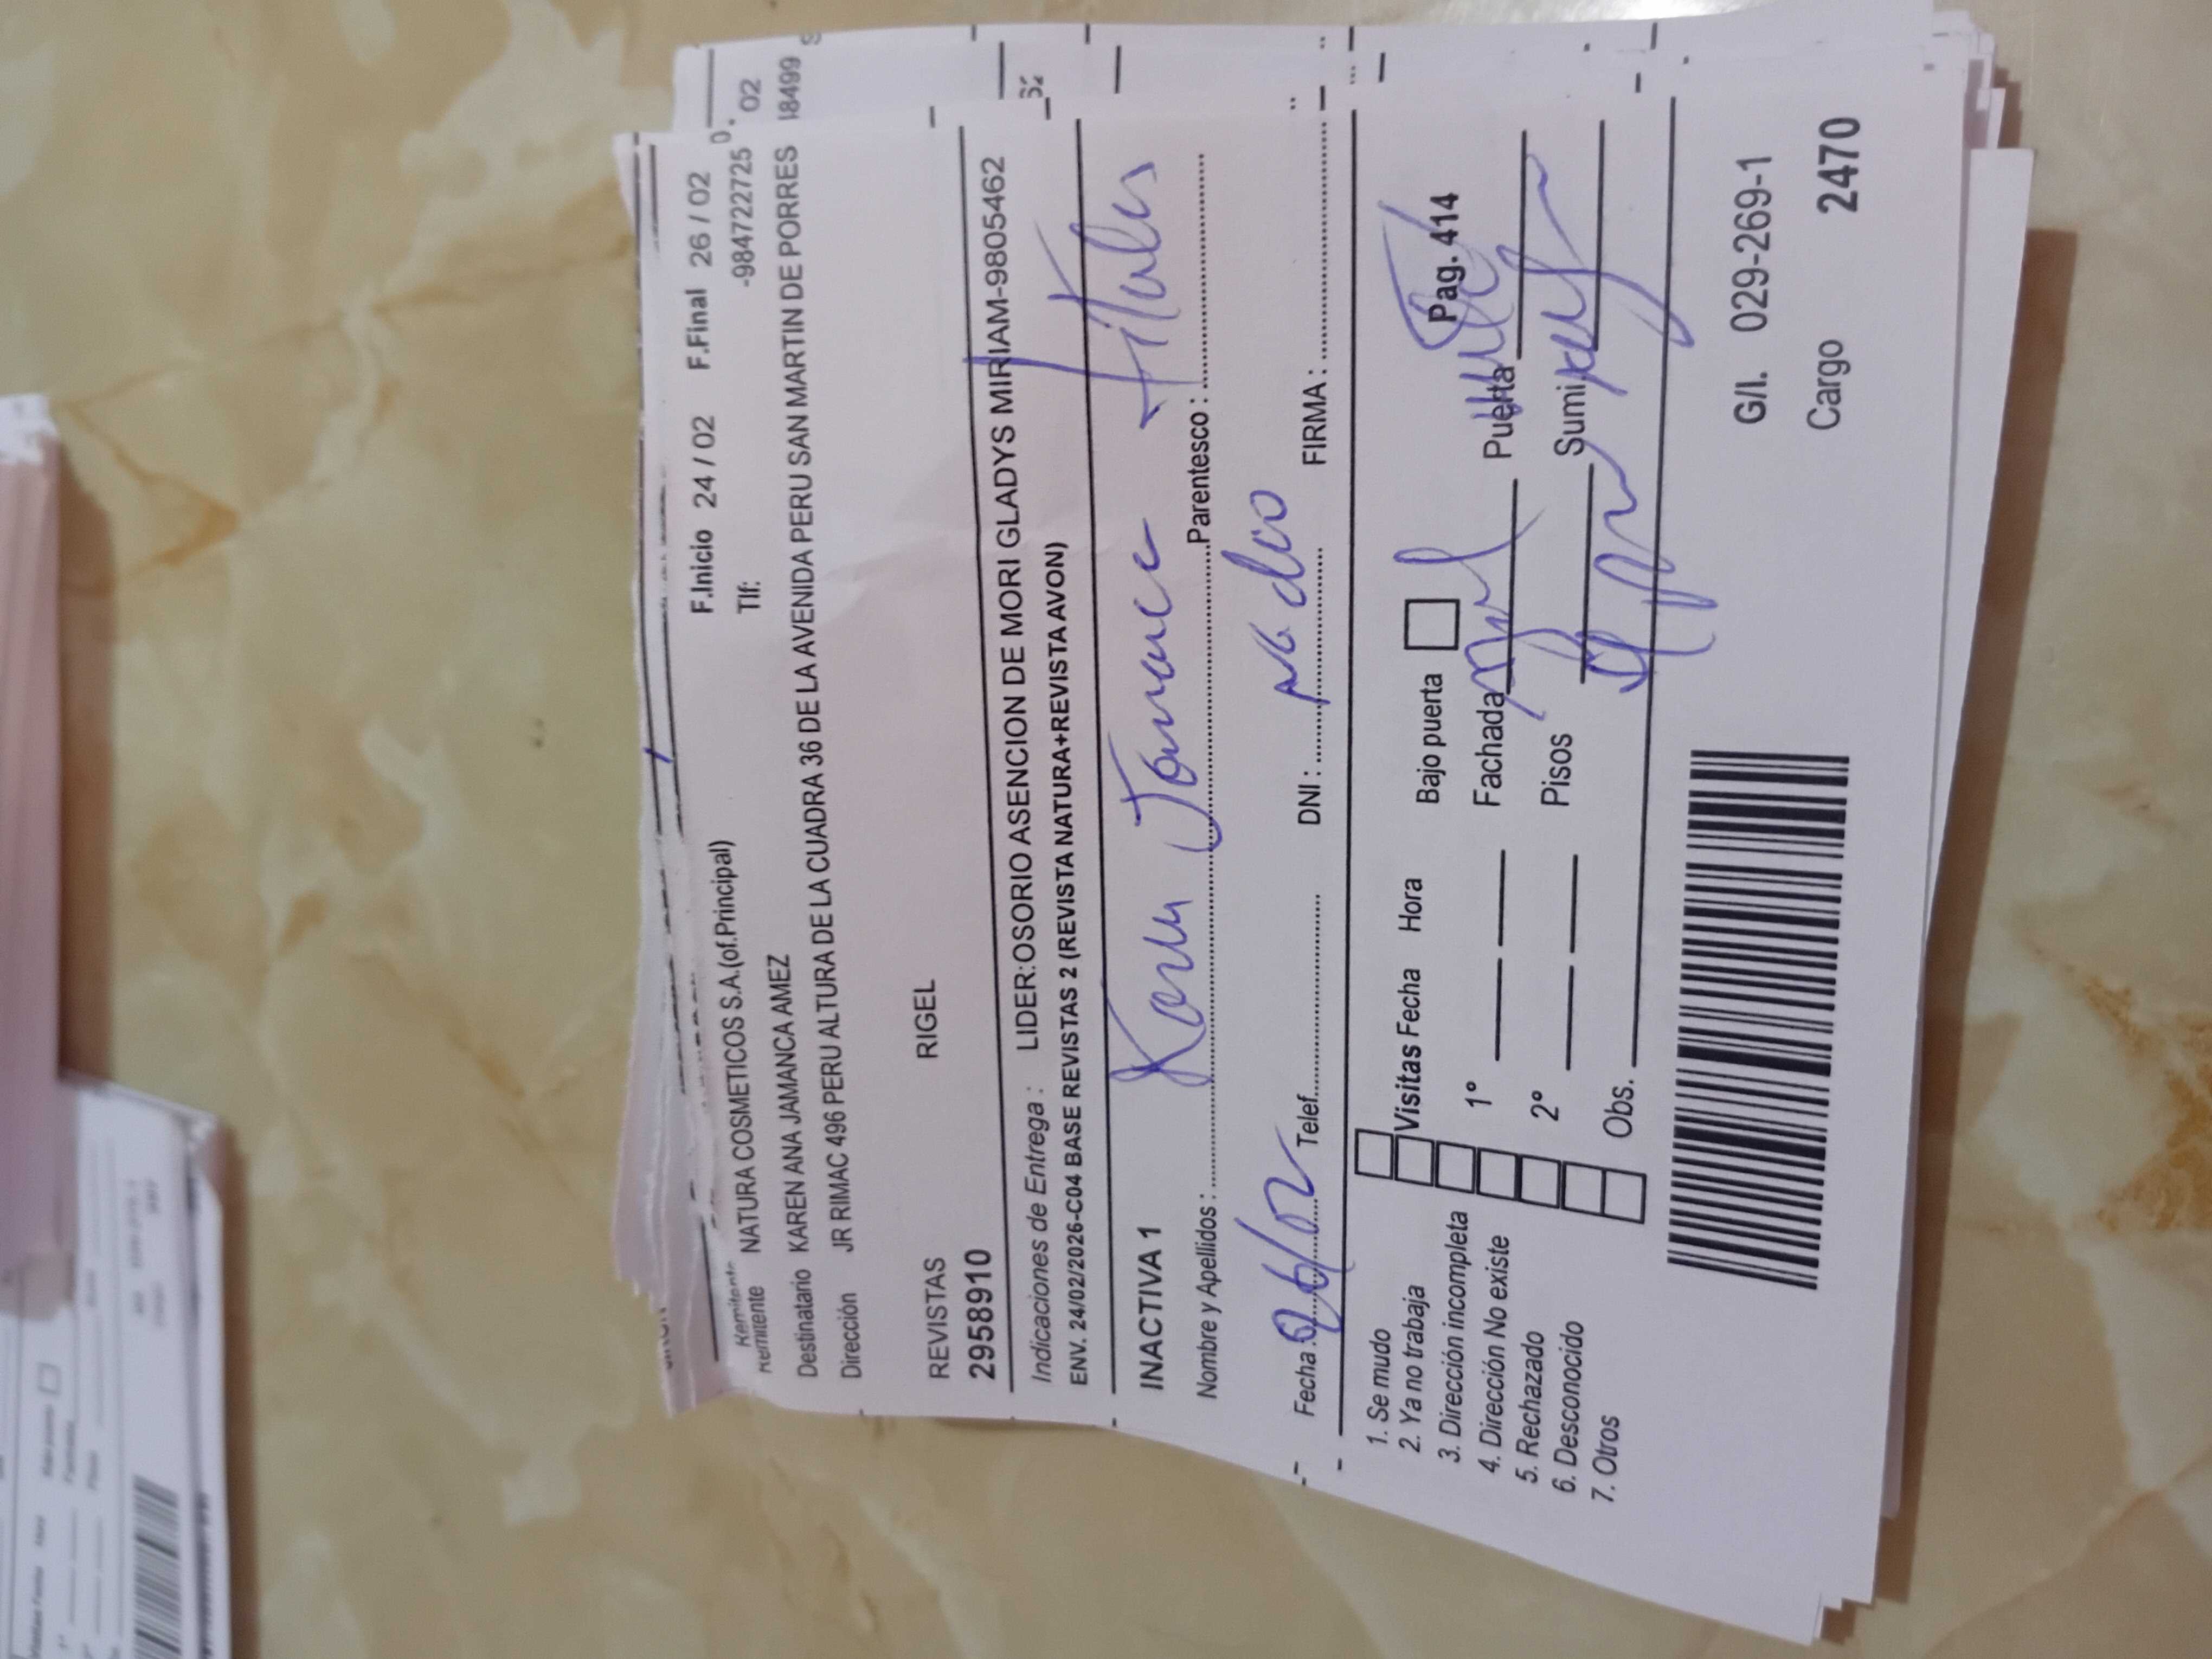 F.Inicio 24 / 02 F.Final 26 / 02
Remitente NATURA COSMETICOS S.A.(of.Principal) Tlf: -984722725
Destinatario KAREN ANA JAMANCA AMEZ
Dirección JR RIMAC 496 PERU ALTURA DE LA CUADRA 36 DE LA AVENIDA PERU SAN MARTIN DE PORRES
REVISTAS RIGEL
2958910
Indicaciones de Entrega : LIDER:OSORIO ASENCION DE MORI GLADYS MIRIAM-9805462
ENV. 24/02/2026-C04 BASE REVISTAS 2 (REVISTA NATURA+REVISTA AVON)
INACTIVA 1
Nombre y Apellidos : Karen Jamanca Parentesco : Titular
Fecha : 26/02 Telef. DNI : FIRMA :
1. Se mudo
2. Ya no trabaja
3. Dirección incompleta
4. Dirección No existe
5. Rechazado
6. Desconocido
7. Otros
Visitas Fecha Hora Bajo puerta Pag. 414
1° Fachada Puerta
2° Pisos Sumi
Obs.
G/I. 029-269-1
Cargo 2470